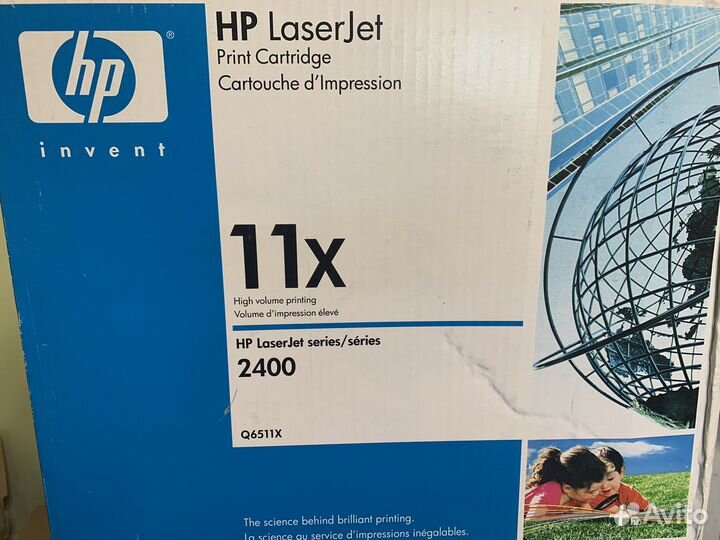 hp
®
invent
HP LaserJet
Print Cartridge
Cartouche d'Impression
11x
High volume printing
Volume d'impression élevé
HP LaserJet series/séries
2400
Q6511X
The science behind brilliant printing.
La science au service d'impressions inégalables.
Avito